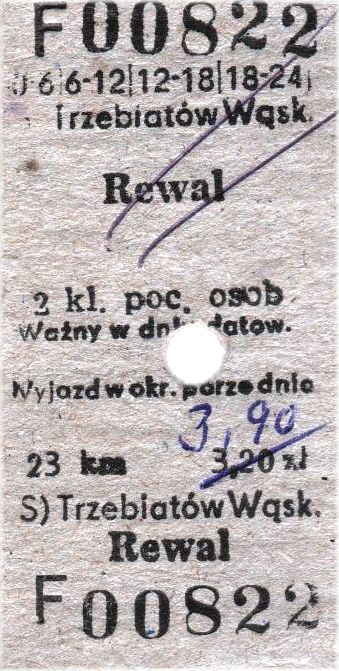 F00822
0-6|6-12|12-18|18-24|
Trzebiatów Wąsk.
Rewal
2 kl. poc. osob
Ważny w dniu datow.
Wyjazd w okr. porze dnia
3,90
23 km 3,20 zł
S) Trzebiatów Wąsk.
Rewal
F00822